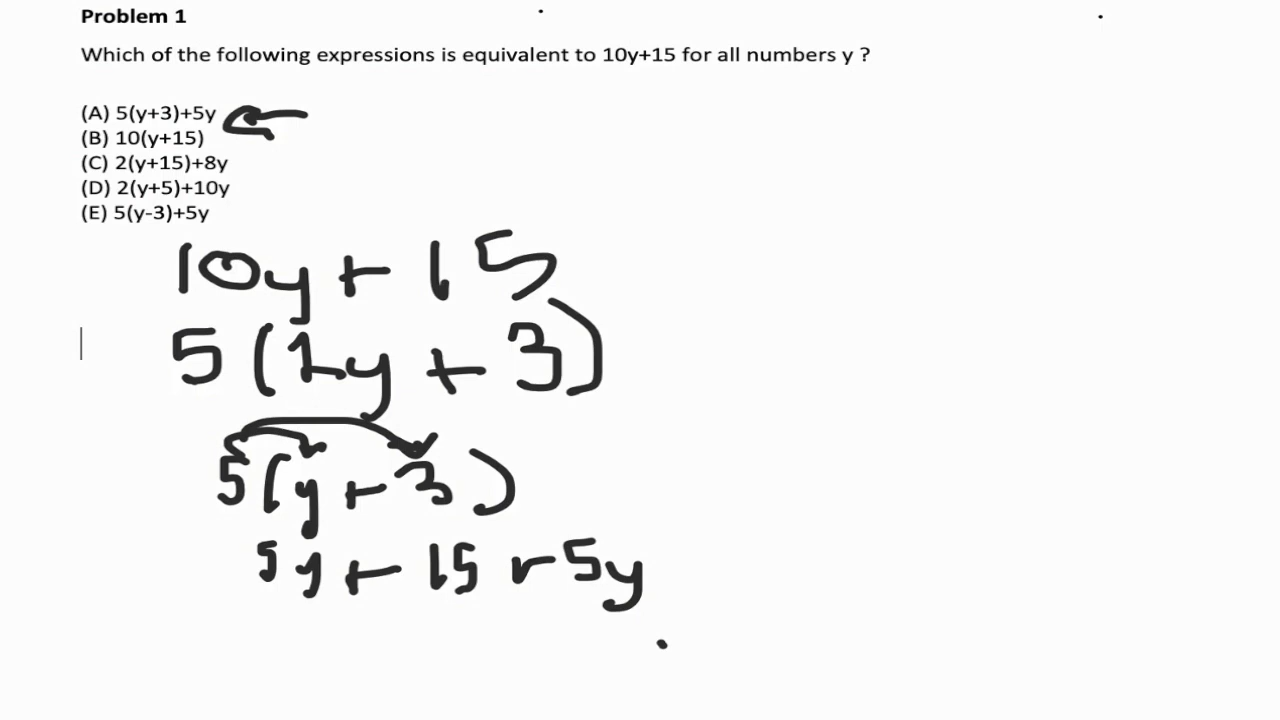 Problem 1
Which of the following expressions is equivalent to 10y+15 for all numbers y ?
(A) 5(y+3)+5y
(B) 10(y+15)
(C) 2(y+15)+8y
(D) 2(y+5)+10y
(E) 5(y-3)+5y
10y+15
5(2y+3)
5(y+3)
5y+15+5y